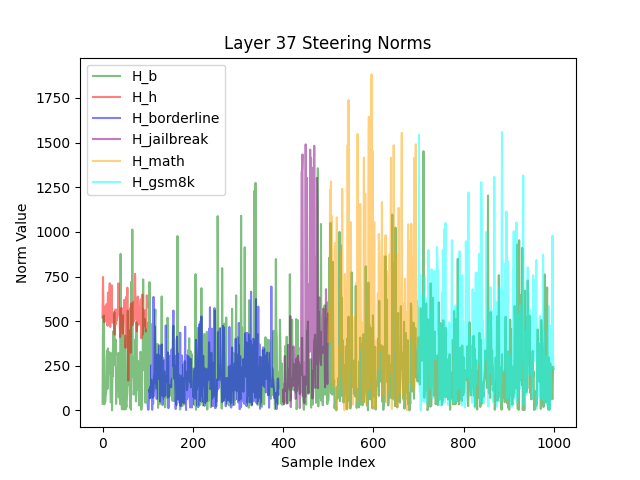 Layer 37 Steering Norms
H_b
H_h
H_borderline
H_jailbreak
H_math
H_gsm8k
Norm Value
1750
1500
1250
1000
750
500
250
0
0 200 400 600 800 1000
Sample Index